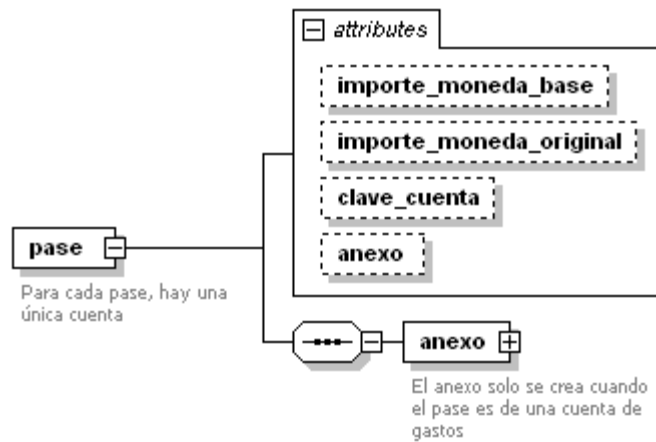 attributes
importe_moneda_base
importe_moneda_original
clave_cuenta
anexo
pase
Para cada pase, hay una
única cuenta
anexo
El anexo solo se crea cuando
el pase es de una cuenta de
gastos